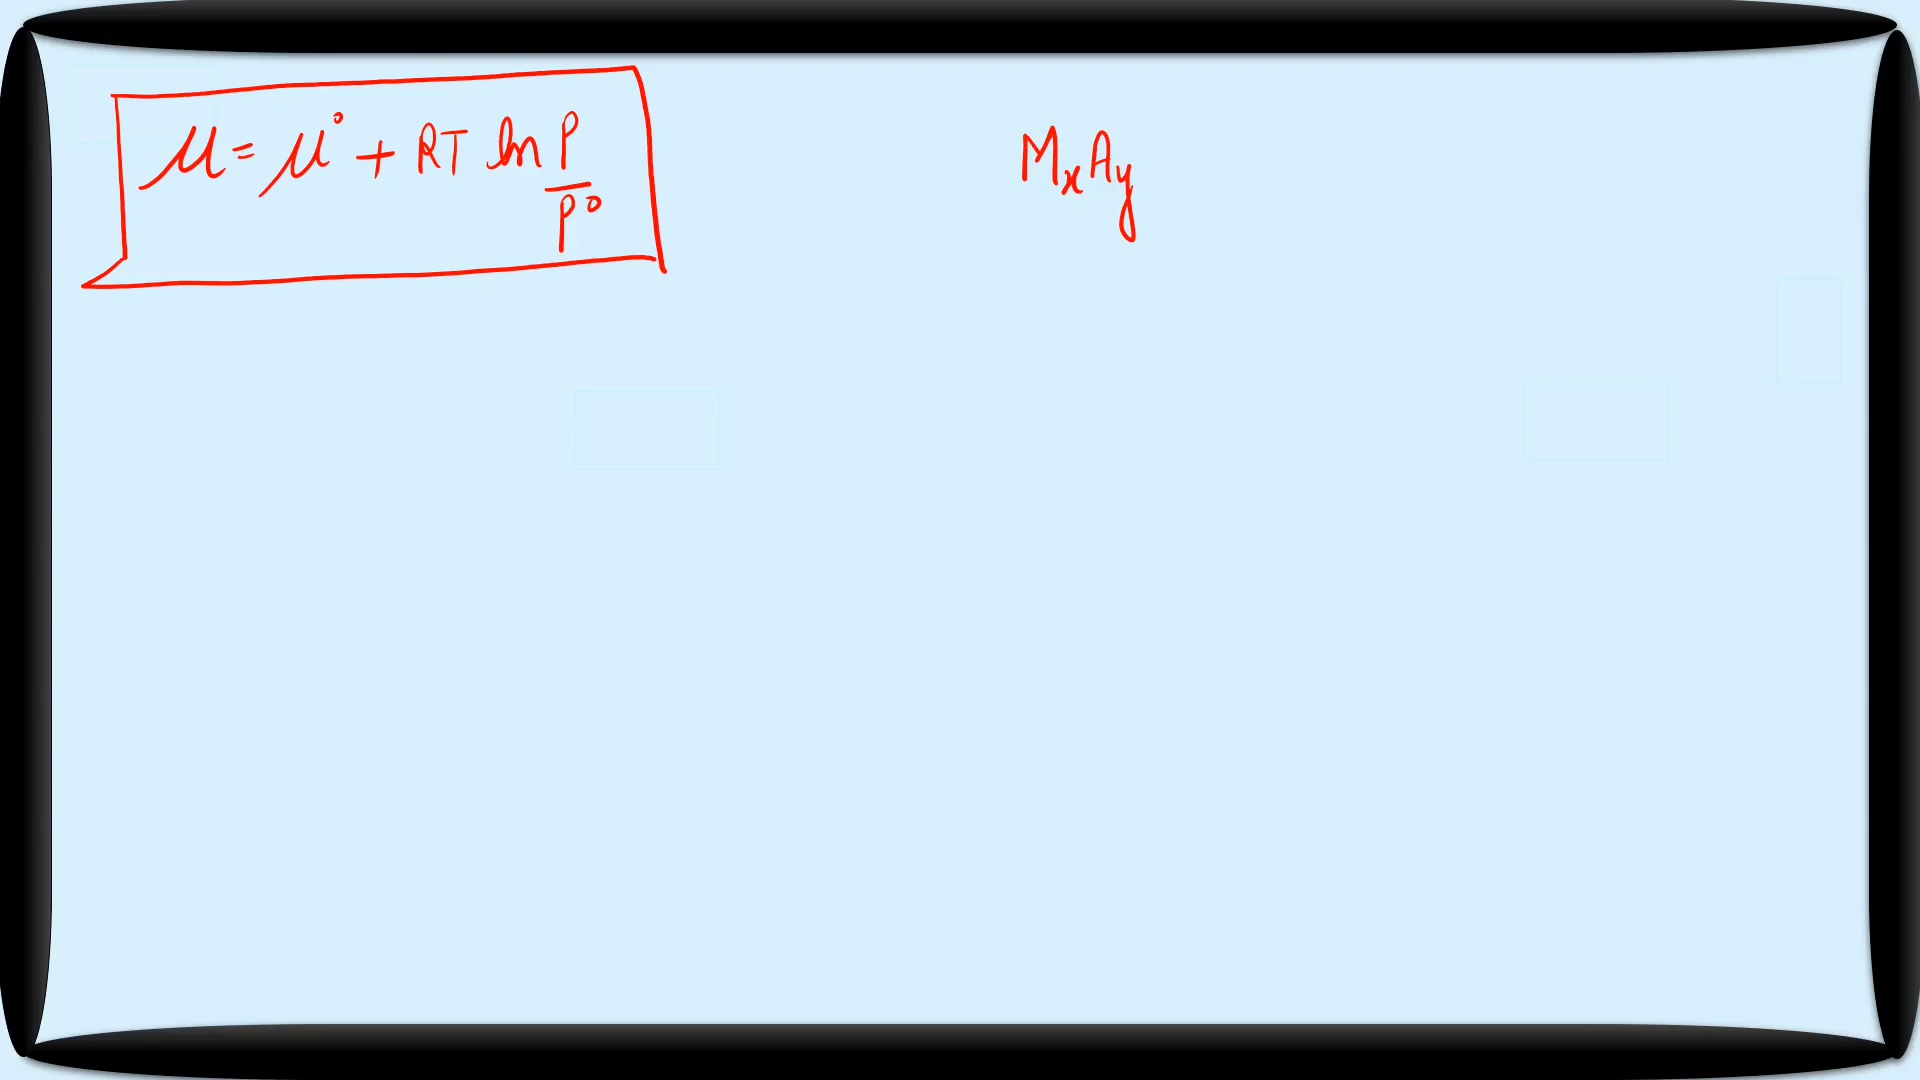 μ = μ° + RT ln P/P°
MxAy